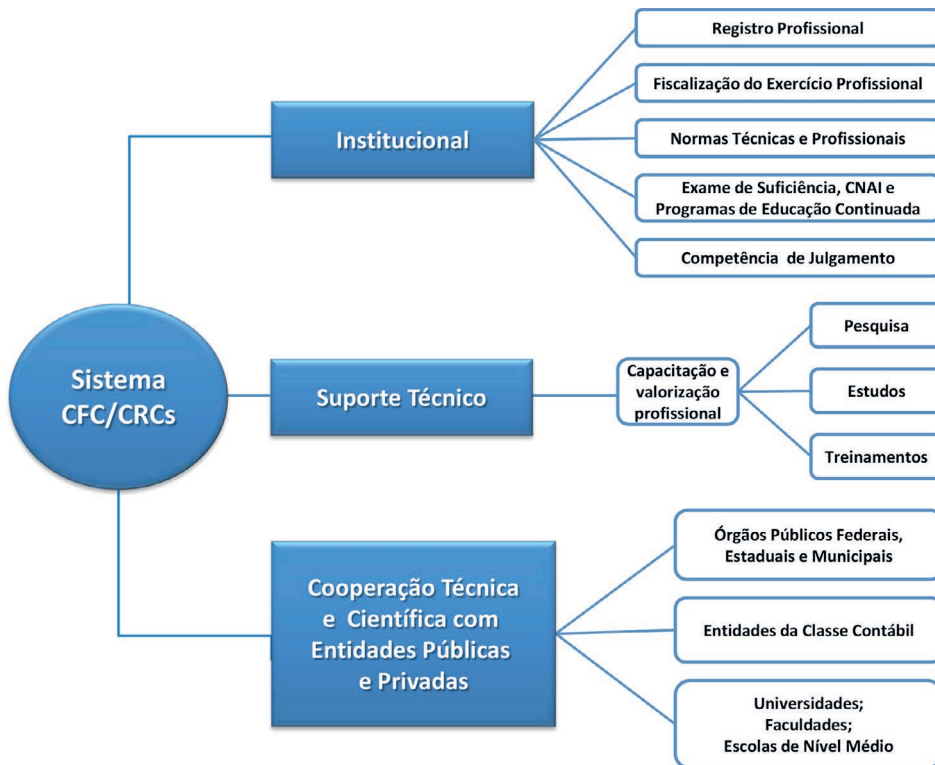 Sistema
CFC/CRCs
Institucional
Registro Profissional
Fiscalização do Exercício Profissional
Normas Técnicas e Profissionais
Exame de Suficiência, CNAI e
Programas de Educação Continuada
Competência de Julgamento
Suporte Técnico
Capacitação e
valorização
profissional
Pesquisa
Estudos
Treinamentos
Cooperação Técnica
e Científica com
Entidades Públicas
e Privadas
Órgãos Públicos Federais,
Estaduais e Municipais
Entidades da Classe Contábil
Universidades;
Faculdades;
Escolas de Nível Médio